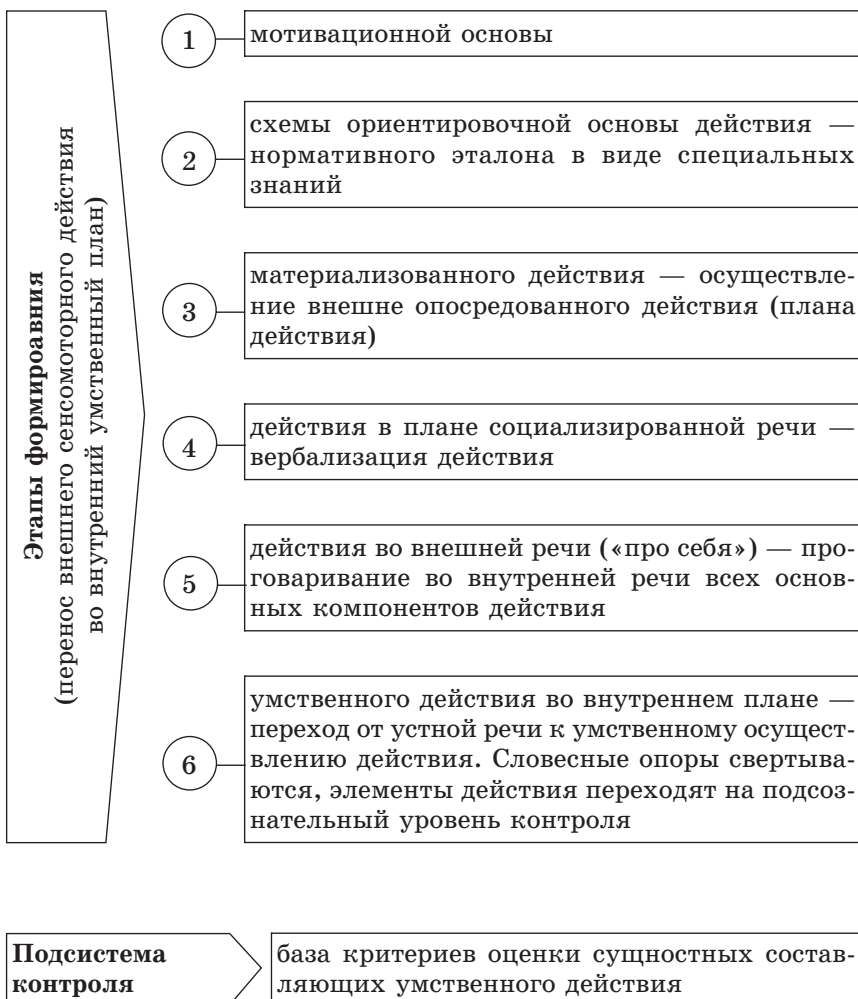 Этапы формироавния
(перенос внешнего сенсомоторного действия
во внутренний умственный план)
1
мотивационной основы
2
схемы ориентировочной основы действия —
нормативного эталона в виде специальных
знаний
3
материализованного действия — осуществле-
ние внешне опосредованного действия (плана
действия)
4
действия в плане социализированной речи —
вербализация действия
5
действия во внешней речи («про себя») — про-
говаривание во внутренней речи всех основ-
ных компонентов действия
6
умственного действия во внутреннем плане —
переход от устной речи к умственному осущест-
влению действия. Словесные опоры свертыва-
ются, элементы действия переходят на подсоз-
нательный уровень контроля
Подсистема
контроля
база критериев оценки сущностных состав-
ляющих умственного действия